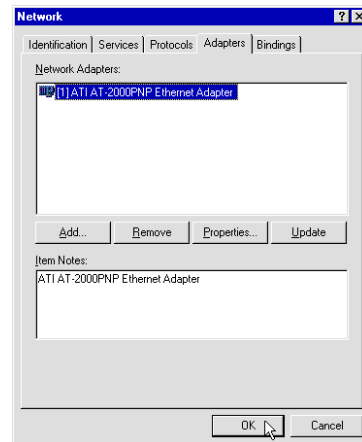 Network
Identification Services Protocols Adapters Bindings
Network Adapters:
[1] ATI AT-2000PNP Ethernet Adapter
Add... Remove Properties... Update
Item Notes:
ATI AT-2000PNP Ethernet Adapter
OK Cancel